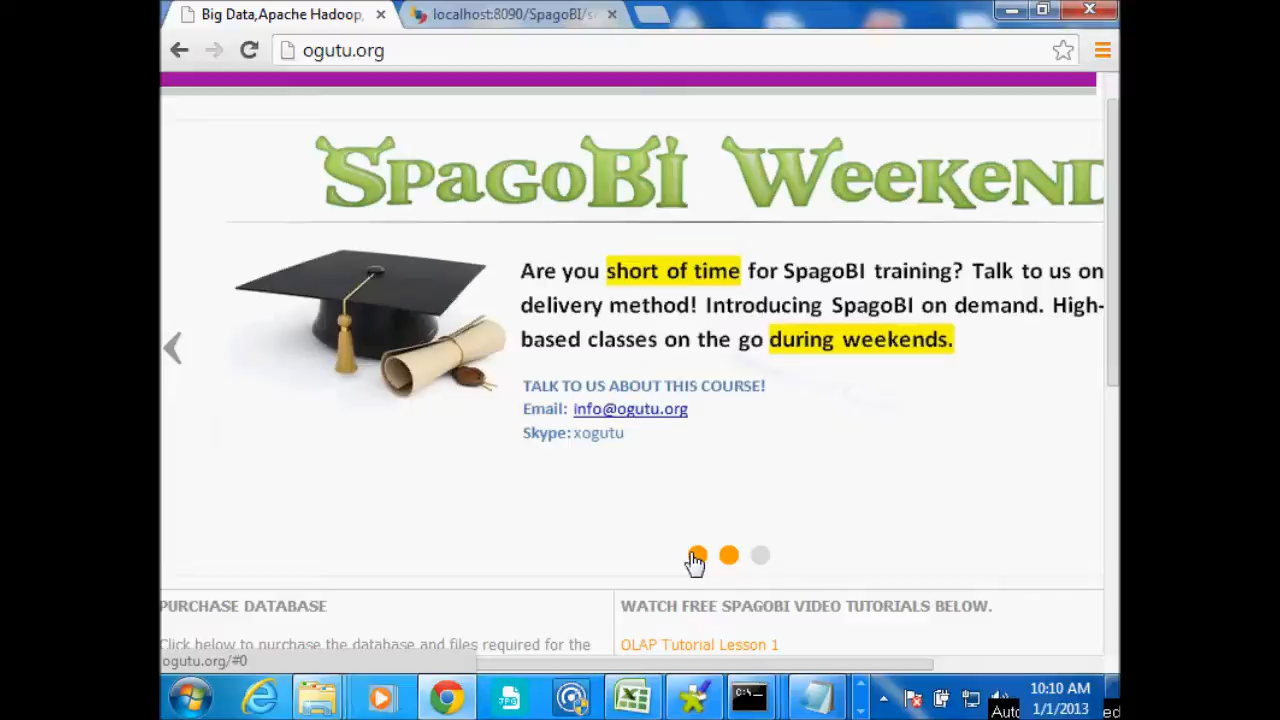 Big Data,Apache Hadoop,
localhost:8090/SpagoBI/s
ogutu.org
SpagoBI Weekend
Are you short of time for SpagoBI training? Talk to us on
delivery method! Introducing SpagoBI on demand. High-
based classes on the go during weekends.
TALK TO US ABOUT THIS COURSE!
Email: info@ogutu.org
Skype: xogutu
PURCHASE DATABASE
Click below to purchase the database and files required for the
WATCH FREE SPAGOBI VIDEO TUTORIALS BELOW.
OLAP Tutorial Lesson 1
ogutu.org/#0
JPG
C:\
10:10 AM
1/1/2013